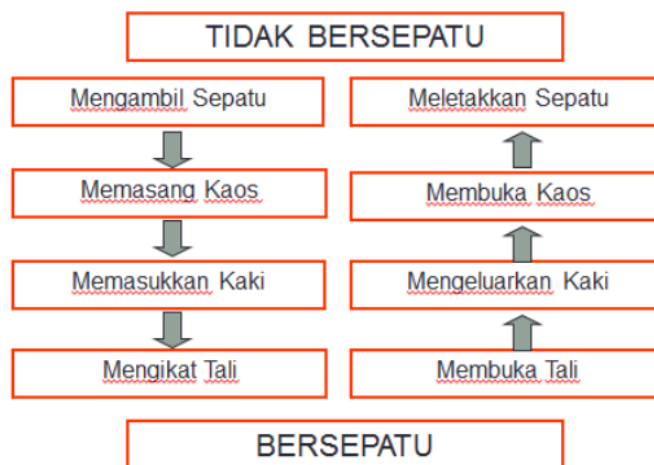 TIDAK BERSEPATU
Mengambil Sepatu
Meletakkan Sepatu
Memasang Kaos
Membuka Kaos
Memasukkan Kaki
Mengeluarkan Kaki
Mengikat Tali
Membuka Tali
BERSEPATU